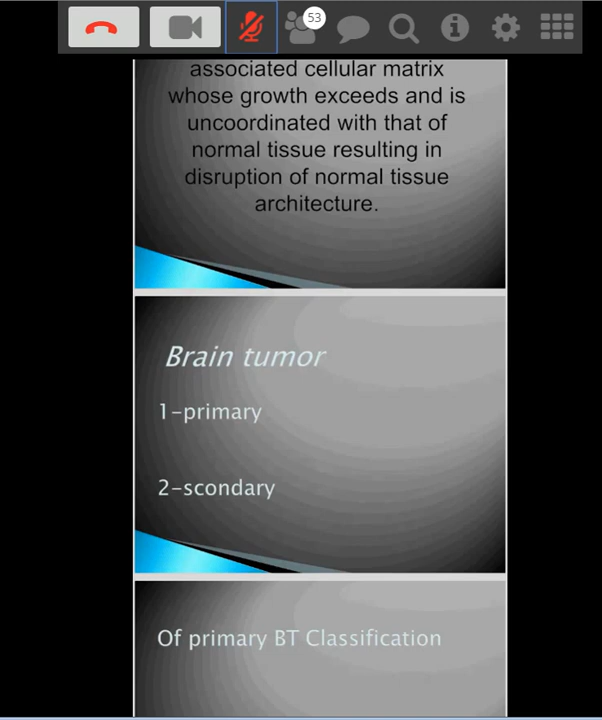 53
associated cellular matrix
whose growth exceeds and is
uncoordinated with that of
normal tissue resulting in
disruption of normal tissue
architecture.
Brain tumor
1-primary
2-scondary
Of primary BT Classification